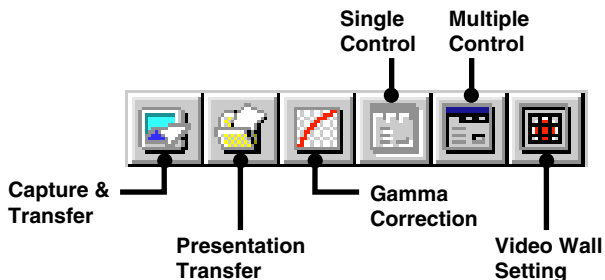 Single
Control
Multiple
Control
Capture &
Transfer
Presentation
Transfer
Gamma
Correction
Video Wall
Setting